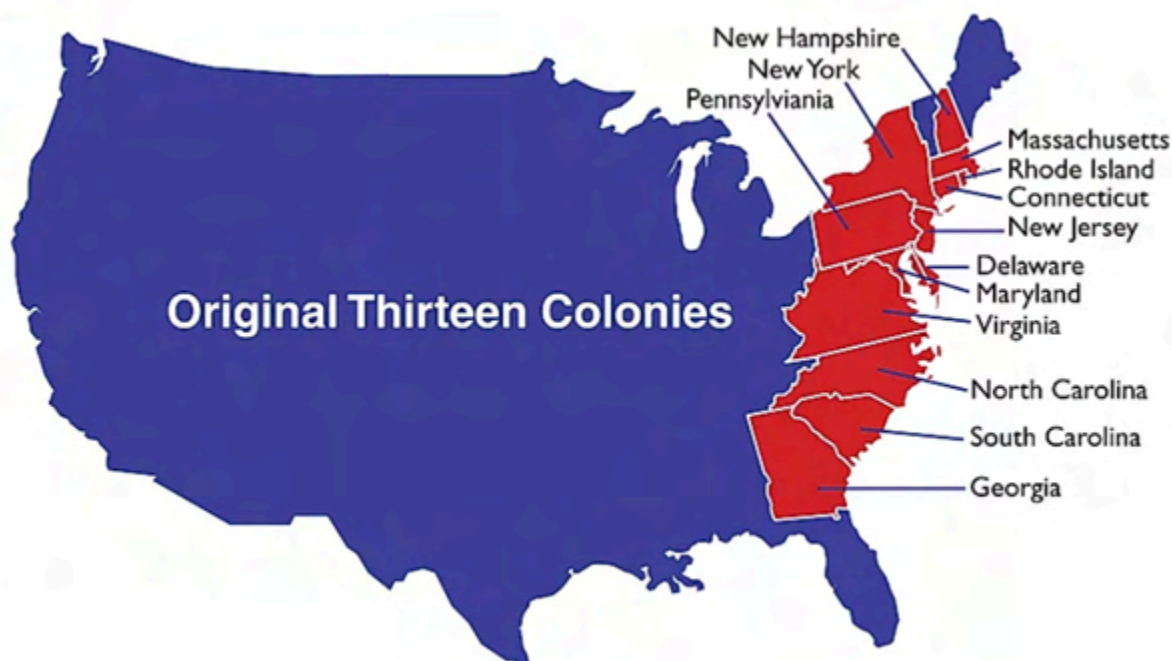 New Hampshire
New York
Pennsylviania
Massachusetts
Rhode Island
Connecticut
New Jersey
Delaware
Maryland
Original Thirteen Colonies
Virginia
North Carolina
South Carolina
Georgia